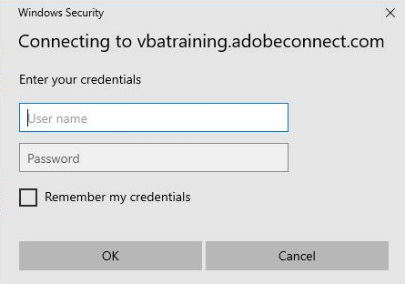 Windows Security
Connecting to vbatraining.adobeconnect.com
Enter your credentials
User name
Password
Remember my credentials
OK
Cancel